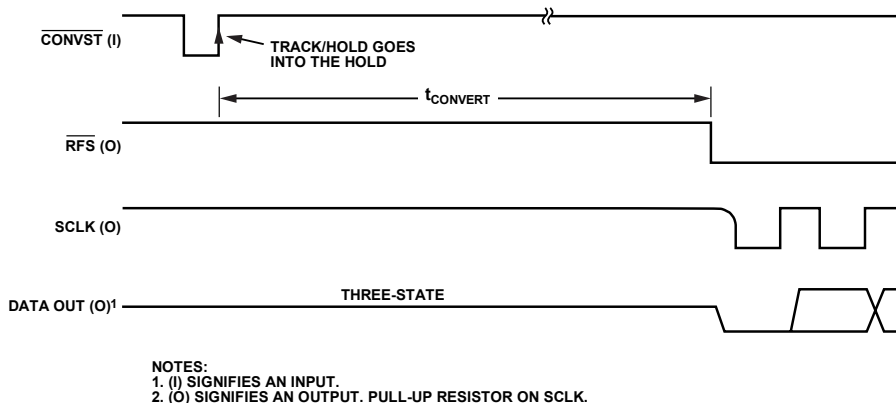 CONVST (I)
TRACK/HOLD GOES
INTO THE HOLD
tCONVERT
RFS (O)
SCLK (O)
THREE-STATE
DATA OUT (O)1
NOTES:
1. (I) SIGNIFIES AN INPUT.
2. (O) SIGNIFIES AN OUTPUT. PULL-UP RESISTOR ON SCLK.